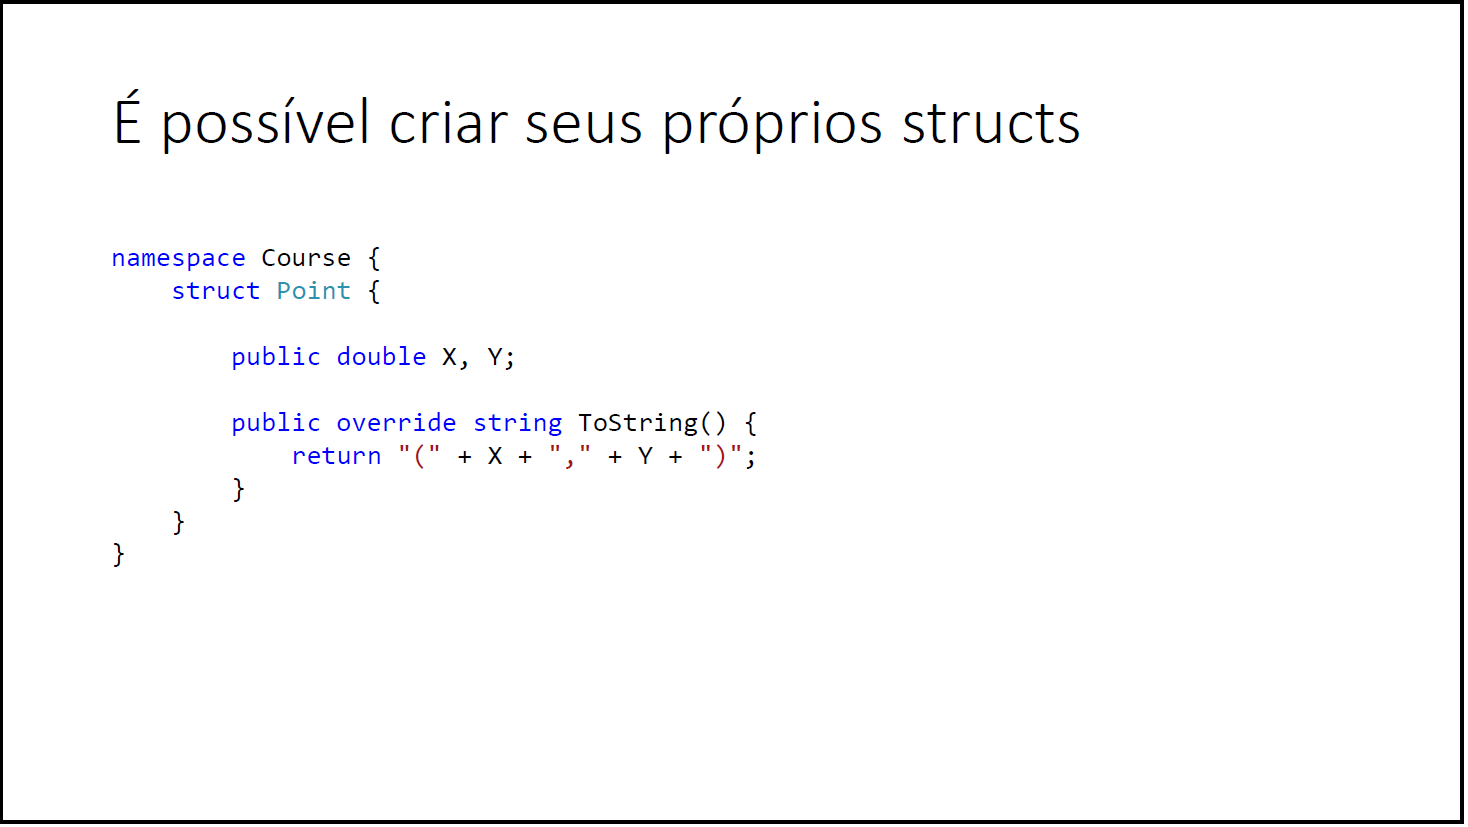 É possível criar seus próprios structs
namespace Course {
    struct Point {
        public double X, Y;
        public override string ToString() {
            return "(" + X + "," + Y + ")";
        }
    }
}